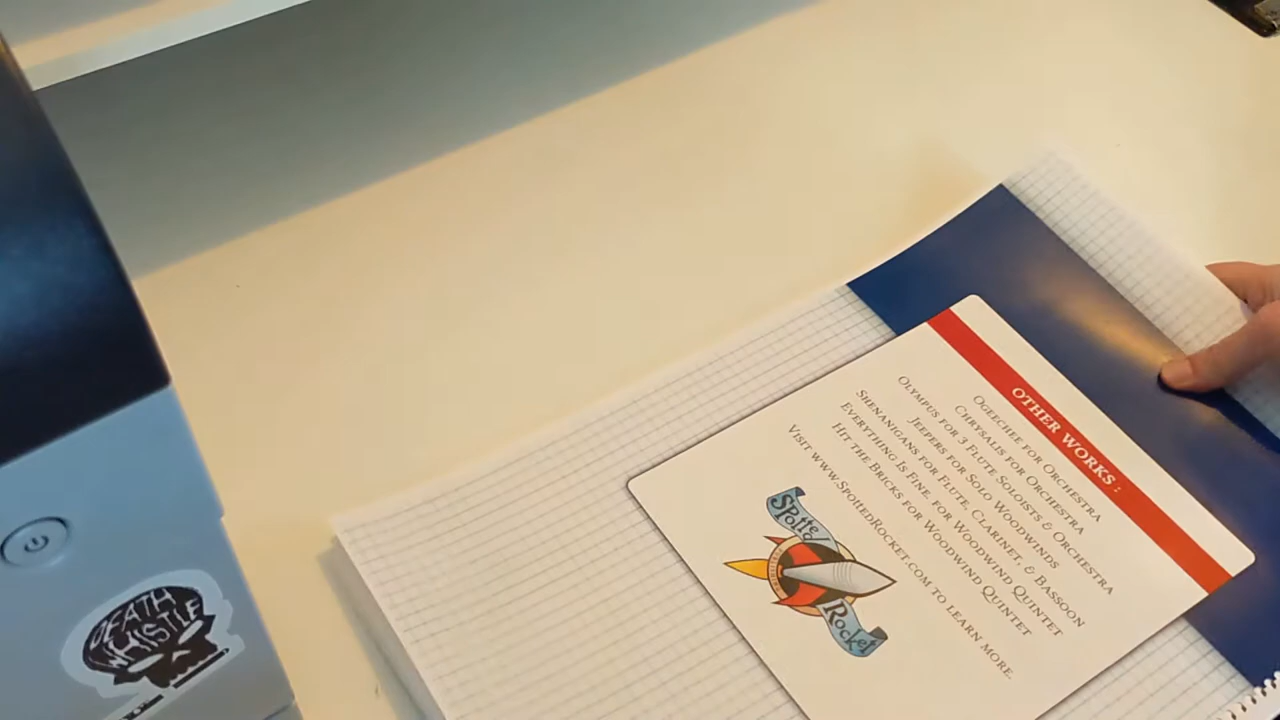 OTHER WORKS:
OGEECHEE FOR ORCHESTRA
CHRYSALIS FOR ORCHESTRA
OLYMPUS FOR 3 FLUTE SOLOISTS & ORCHESTRA
JEEPERS FOR SOLO WOODWINDS
SHENANIGANS FOR FLUTE, CLARINET, & BASSOON
EVERYTHING IS FINE. FOR WOODWIND QUINTET
HIT THE BRICKS FOR WOODWIND QUINTET
VISIT WWW.SPOTTEDROCKET.COM TO LEARN MORE.
Spotted
Rocket
DEATH
WHISTLE